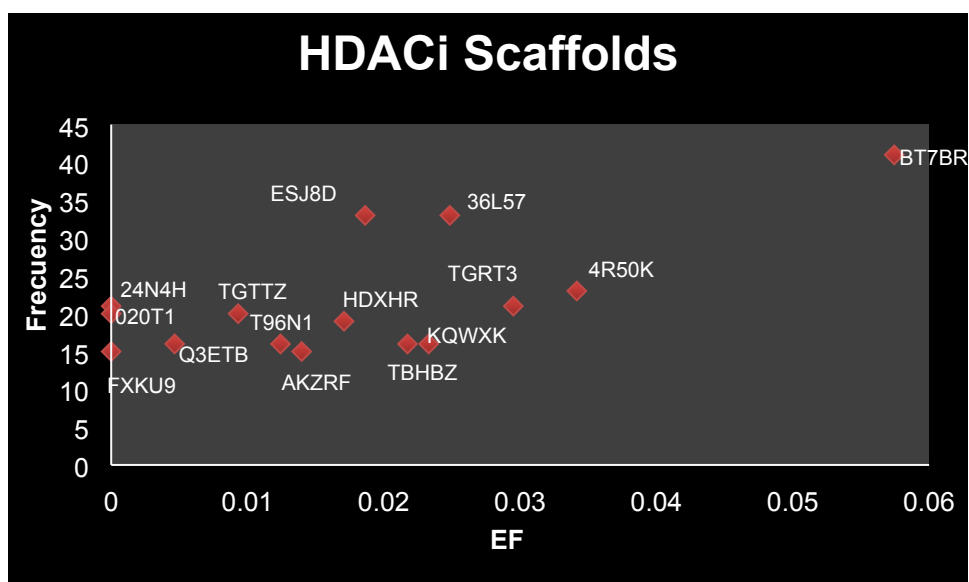 HDACi Scaffolds
45
40
35
30
25
20
15
10
5
0
Frecuency
BT7BR
ESJ8D
36L57
TGRT3
4R50K
24N4H
TGTTZ
HDXHR
020T1
T96N1
KQWXK
Q3ETB
TBHBZ
FXKU9
AKZRF
0
0.01
0.02
0.03
0.04
0.05
0.06
EF